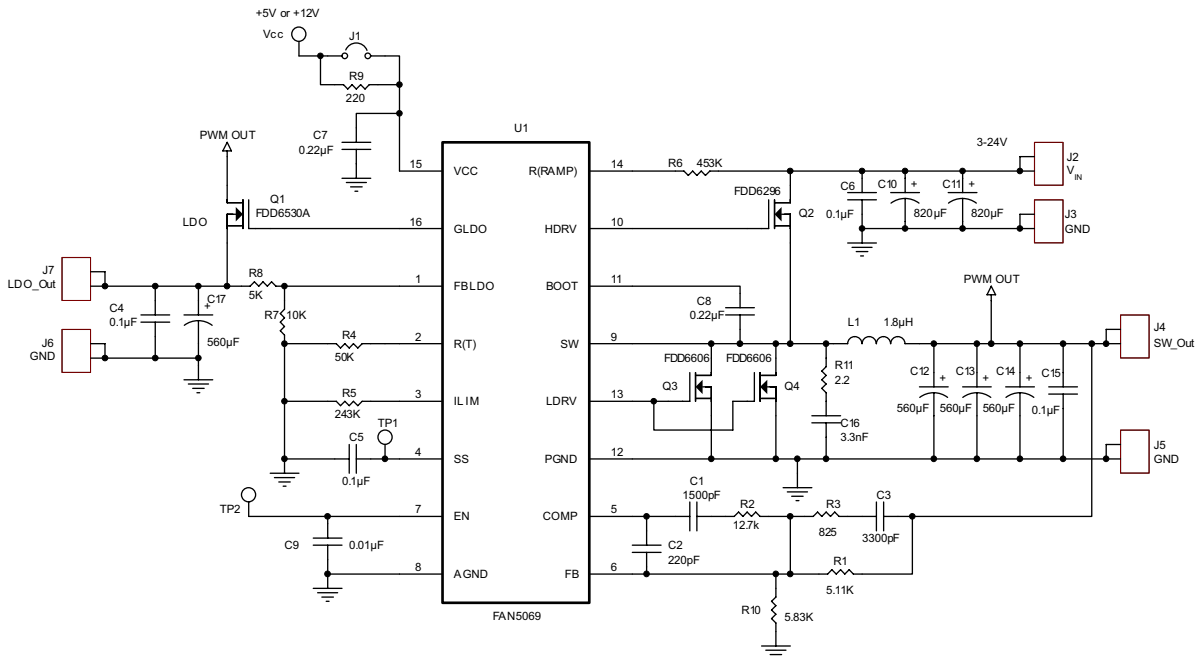 +5V or +12V
Vcc
J1
R9
220
C7
0.22µF
U1
PWM OUT
3-24V
15 VCC
R(RAMP) 14
R6 453K
J2
V_IN
Q1
FDD6530A
LDO
FDD6296
Q2
C6
0.1µF
C10 +
820µF
C11 +
820µF
J3
GND
16 GLDO
HDRV 10
J7
LDO_Out
R8
5K
1 FBLDO
BOOT 11
PWM OUT
C4
0.1µF
C17
+
560µF
R7 10K
C8
0.22µF
J6
GND
R4
50K
2 R(T)
SW 9
L1 1.8µH
J4
SW_Out
FDD6606 FDD6606
R11
2.2
Q3
Q4
R5
243K
3 ILIM
LDRV 13
C12 +
560µF
C13 +
560µF
C14 +
560µF
C15
0.1µF
C16
3.3nF
TP1
C5
0.1µF
4 SS
PGND 12
J5
GND
TP2
7 EN
COMP 5
C1
1500pF
R2
12.7k
R3
825
C3
3300pF
C9 0.01µF
C2
220pF
8 AGND
FB 6
R1
5.11K
R10 5.83K
FAN5069